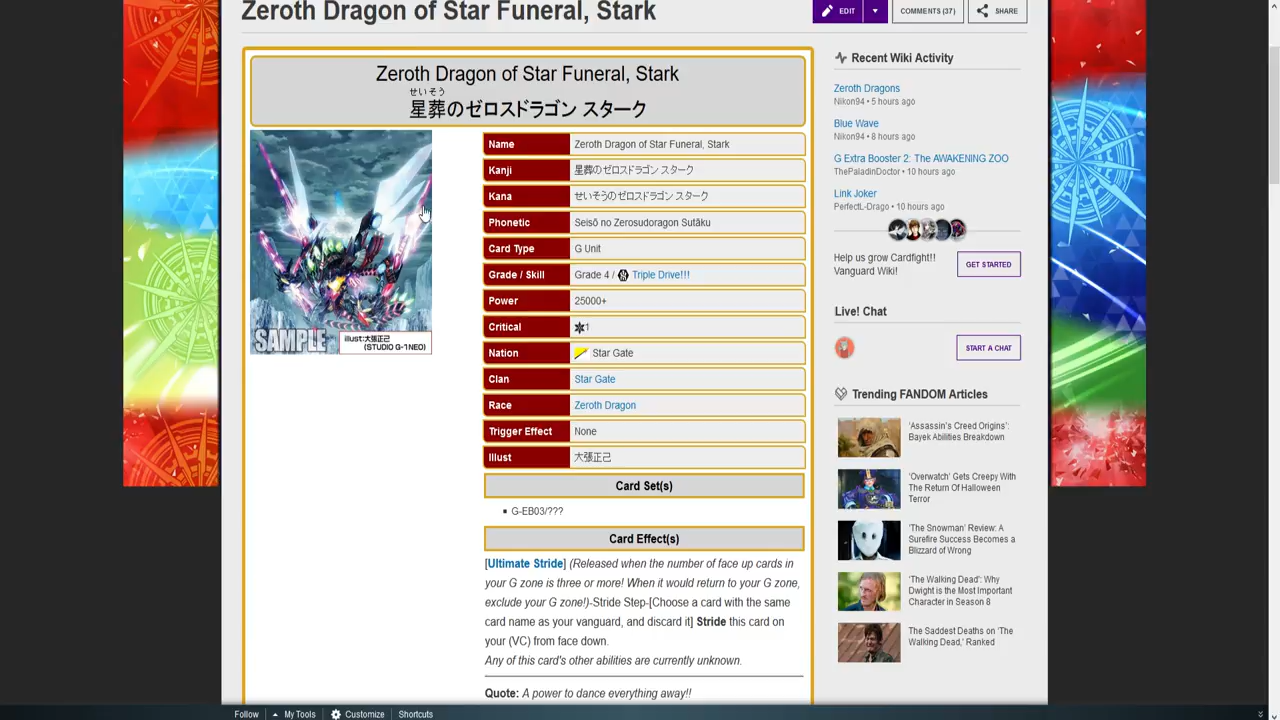 Zeroth Dragon of Star Funeral, Stark
EDIT
COMMENTS (37)
SHARE
Zeroth Dragon of Star Funeral, Stark
せいそう
星葬のゼロスドラゴン スターク
SAMPLE
illust:大張正己
(STUDIO G-1NEO)
Name Zeroth Dragon of Star Funeral, Stark
Kanji 星葬のゼロスドラゴン スターク
Kana せいそうのゼロスドラゴン スターク
Phonetic Seisō no Zerosudoragon Sutāku
Card Type G Unit
Grade / Skill Grade 4 / Triple Drive!!!
Power 25000+
Critical 1
Nation Star Gate
Clan Star Gate
Race Zeroth Dragon
Trigger Effect None
Illust 大張正己
Card Set(s)
G-EB03/???
Card Effect(s)
[Ultimate Stride] (Released when the number of face up cards in
your G zone is three or more! When it would return to your G zone,
exclude your G zone!)-Stride Step-[Choose a card with the same
card name as your vanguard, and discard it] Stride this card on
your (VC) from face down.
Any of this card's other abilities are currently unknown.
Quote: A power to dance everything away!!
Recent Wiki Activity
Zeroth Dragons
Nikon94 • 5 hours ago
Blue Wave
Nikon94 • 8 hours ago
G Extra Booster 2: The AWAKENING ZOO
ThePaladinDoctor • 10 hours ago
Link Joker
PerfectL-Drago • 10 hours ago
Help us grow Cardfight!!
Vanguard Wiki!
GET STARTED
Live! Chat
START A CHAT
Trending FANDOM Articles
'Assassin's Creed Origins':
Bayek Abilities Breakdown
'Overwatch' Gets Creepy With
The Return Of Halloween
Terror
'The Snowman' Review: A
Surefire Success Becomes a
Blizzard of Wrong
'The Walking Dead': Why
Dwight is the Most Important
Character in Season 8
The Saddest Deaths on 'The
Walking Dead,' Ranked
Follow
My Tools
Customize
Shortcuts